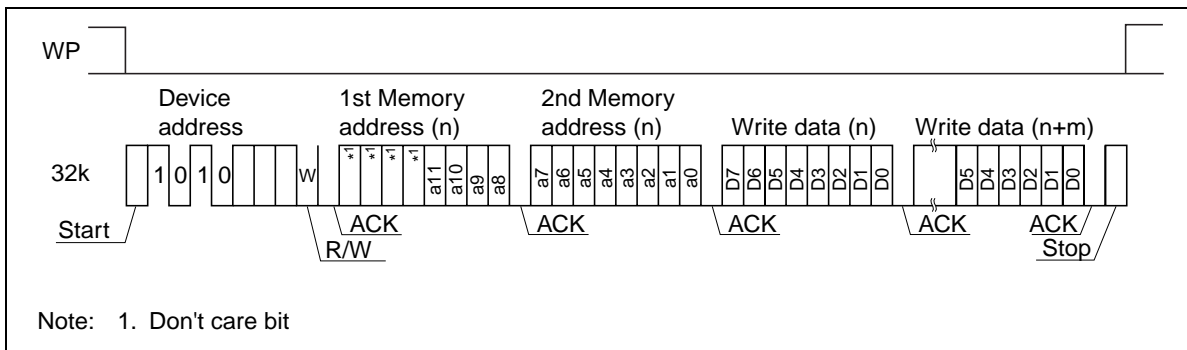 WP
Device
address
1st Memory
address (n)
2nd Memory
address (n)
Write data (n)
Write data (n+m)
32k
1 0 1 0
W
*1 *1 *1 *1 a11 a10 a9 a8
a7 a6 a5 a4 a3 a2 a1 a0
D7 D6 D5 D4 D3 D2 D1 D0
D5 D4 D3 D2 D1 D0
Start
R/W
ACK
ACK
ACK
ACK
ACK
Stop
Note: 1. Don't care bit